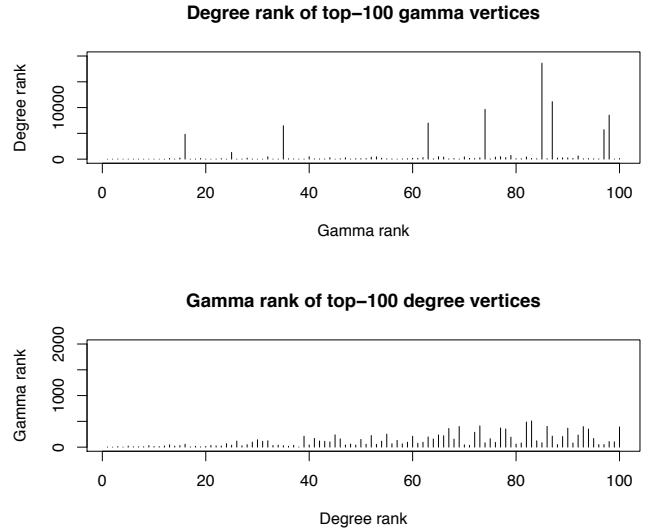 Degree rank of top−100 gamma vertices
Degree rank
10000
0
0 20 40 60 80 100
Gamma rank
Gamma rank of top−100 degree vertices
Gamma rank
2000
1000
0
0 20 40 60 80 100
Degree rank